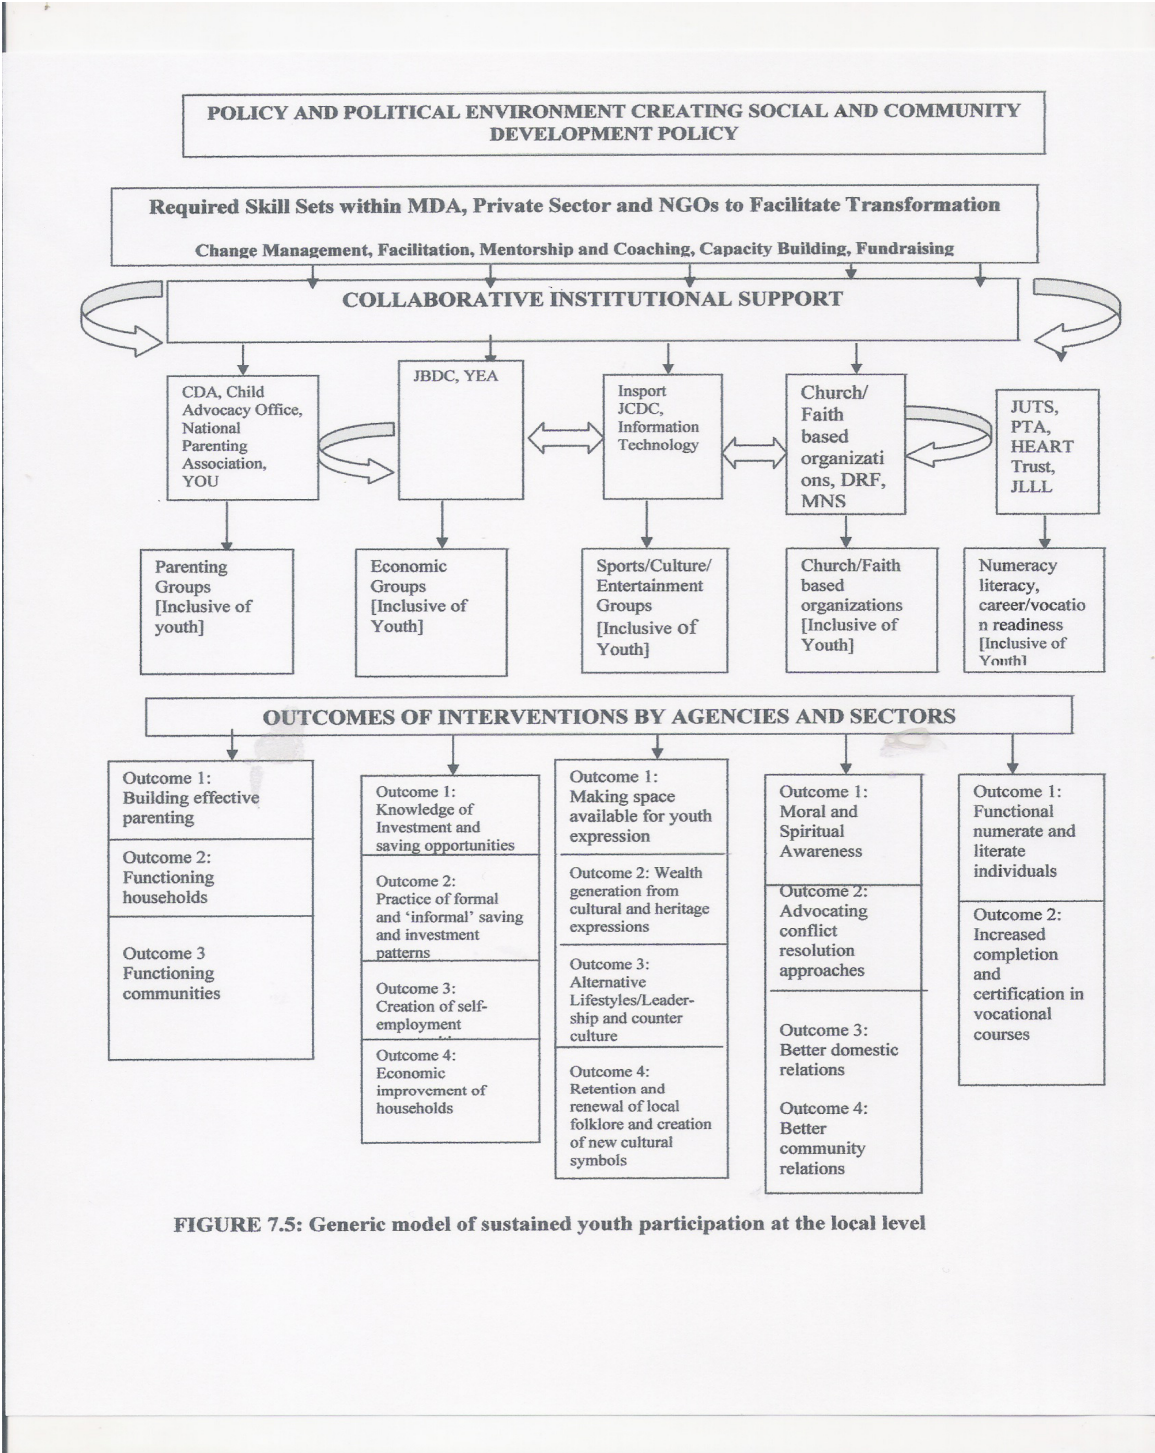 POLICY AND POLITICAL ENVIRONMENT CREATING SOCIAL AND COMMUNITY
DEVELOPMENT POLICY
Required Skill Sets within MDA, Private Sector and NGOs to Facilitate Transformation
Change Management, Facilitation, Mentorship and Coaching, Capacity Building, Fundraising
COLLABORATIVE INSTITUTIONAL SUPPORT
CDA, Child
Advocacy Office,
National
Parenting
Association,
YOU
JBDC, YEA
Insport
JCDC,
Information
Technology
Church/
Faith
based
organizati
ons, DRF,
MNS
JUTS,
PTA,
HEART
Trust,
JLLL
Parenting
Groups
[Inclusive of
youth]
Economic
Groups
[Inclusive of
Youth]
Sports/Culture/
Entertainment
Groups
[Inclusive of
Youth]
Church/Faith
based
organizations
[Inclusive of
Youth]
Numeracy
literacy,
career/vocatio
n readiness
[Inclusive of
Youth]
OUTCOMES OF INTERVENTIONS BY AGENCIES AND SECTORS
Outcome 1:
Building effective
parenting
Outcome 2:
Functioning
households
Outcome 3
Functioning
communities
Outcome 1:
Knowledge of
Investment and
saving opportunities
Outcome 2:
Practice of formal
and ‘informal’ saving
and investment
patterns
Outcome 3:
Creation of self-
employment
Outcome 4:
Economic
improvement of
households
Outcome 1:
Making space
available for youth
expression
Outcome 2: Wealth
generation from
cultural and heritage
expressions
Outcome 3:
Alternative
Lifestyles/Leader-
ship and counter
culture
Outcome 4:
Retention and
renewal of local
folklore and creation
of new cultural
symbols
Outcome 1:
Moral and
Spiritual
Awareness
Outcome 2:
Advocating
conflict
resolution
approaches
Outcome 3:
Better domestic
relations
Outcome 4:
Better
community
relations
Outcome 1:
Functional
numerate and
literate
individuals
Outcome 2:
Increased
completion
and
certification in
vocational
courses
FIGURE 7.5: Generic model of sustained youth participation at the local level